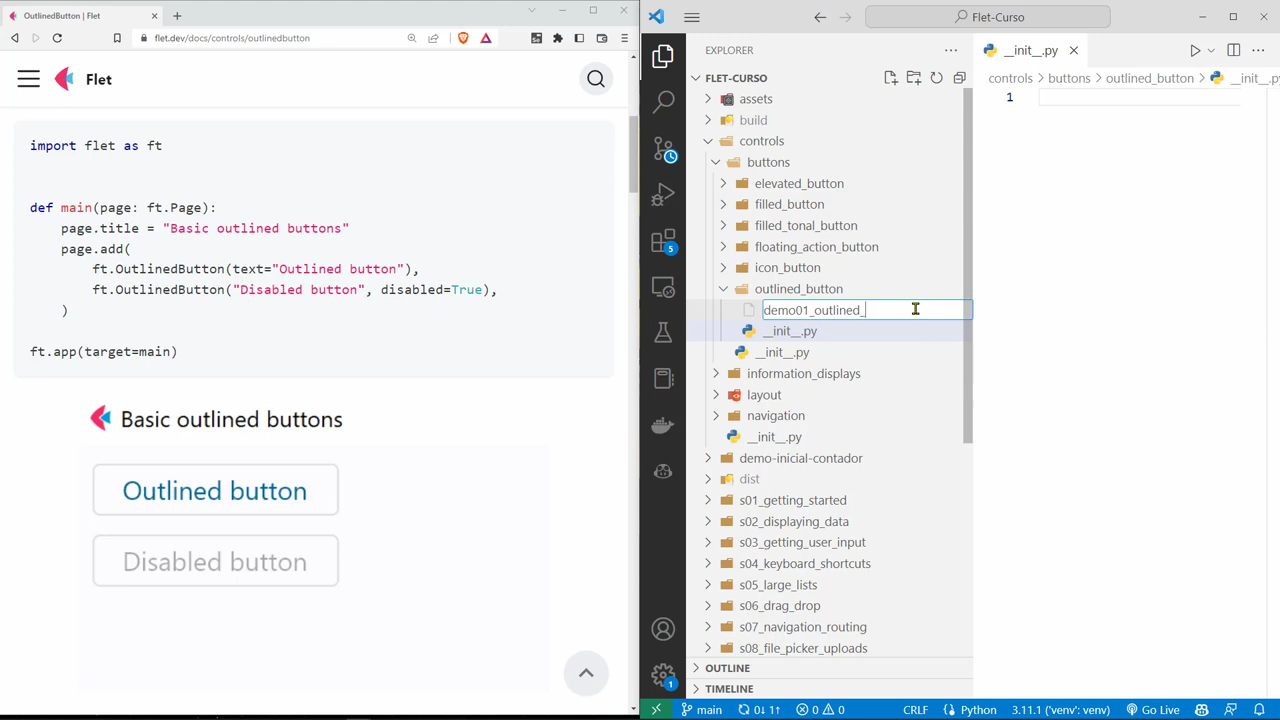 OutlinedButton | Flet
flet.dev/docs/controls/outlinedbutton
Flet
import flet as ft
def main(page: ft.Page):
page.title = "Basic outlined buttons"
page.add(
ft.OutlinedButton(text="Outlined button"),
ft.OutlinedButton("Disabled button", disabled=True),
)
ft.app(target=main)
Basic outlined buttons
Outlined button
Disabled button
Flet-Curso
EXPLORER
FLET-CURSO
assets
build
controls
buttons
elevated_button
filled_button
filled_tonal_button
floating_action_button
icon_button
outlined_button
demo01_outlined_
__init__.py
__init__.py
information_displays
layout
navigation
__init__.py
demo-inicial-contador
dist
s01_getting_started
s02_displaying_data
s03_getting_user_input
s04_keyboard_shortcuts
s05_large_lists
s06_drag_drop
s07_navigation_routing
s08_file_picker_uploads
OUTLINE
TIMELINE
5
1
__init__.py
controls > buttons > outlined_button > __init__.py
1
main 0↓ 1↑ 0 0 CRLF Python 3.11.1 ('venv': venv) Go Live